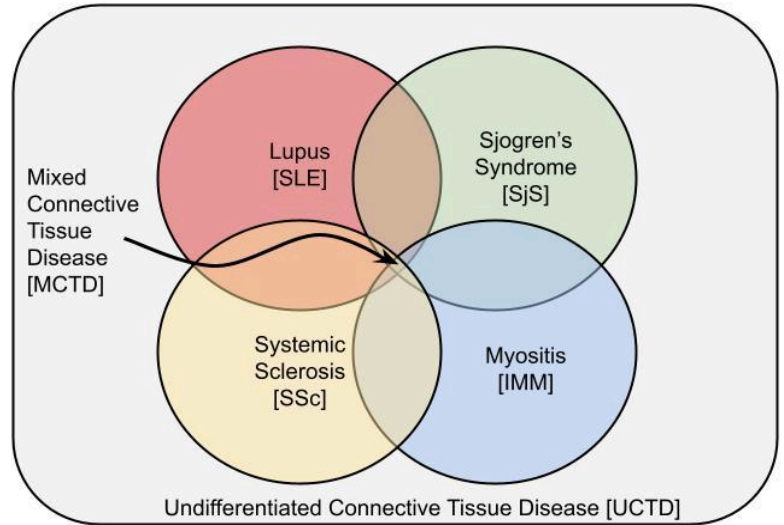 Lupus
[SLE]
Sjogren's
Syndrome
[SjS]
Mixed
Connective
Tissue
Disease
[MCTD]
Systemic
Sclerosis
[SSc]
Myositis
[IMM]
Undifferentiated Connective Tissue Disease [UCTD]